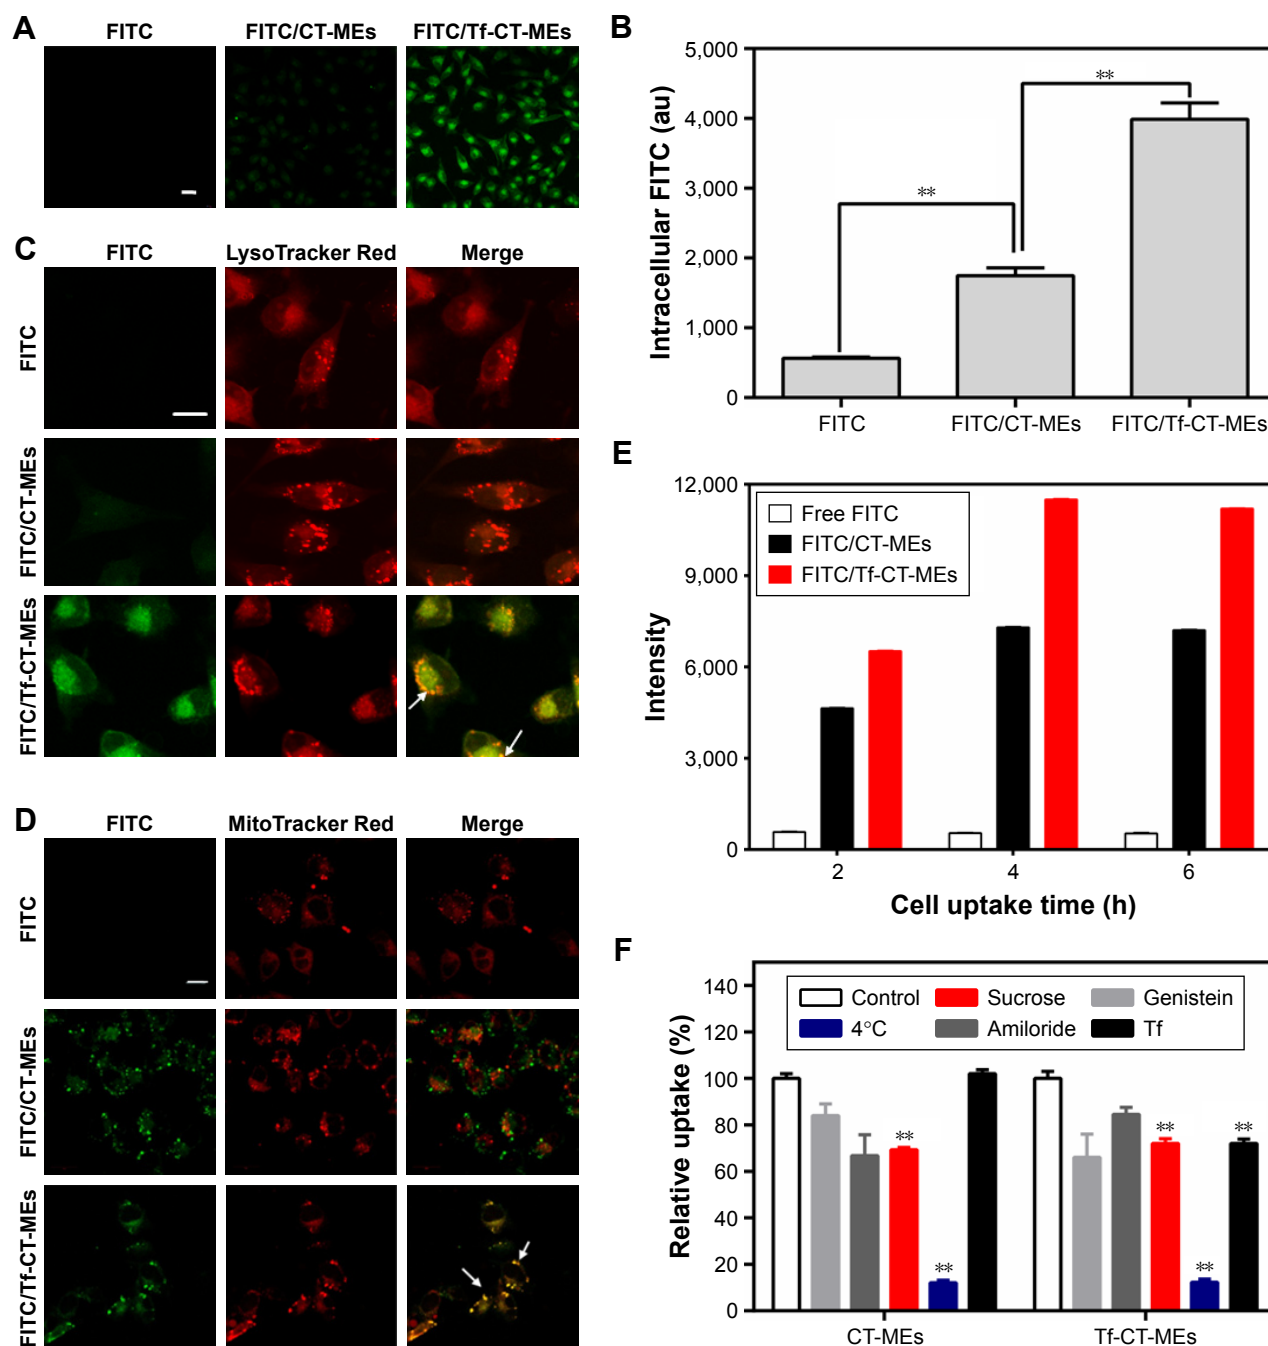 A
FITC
FITC/CT-MEs
FITC/Tf-CT-MEs
B
Intracellular FITC (au)
5,000
4,000
3,000
2,000
1,000
0
**
**
FITC
FITC/CT-MEs
FITC/Tf-CT-MEs
C
FITC
LysoTracker Red
Merge
FITC
FITC/CT-MEs
FITC/Tf-CT-MEs
D
FITC
MitoTracker Red
Merge
FITC
FITC/CT-MEs
FITC/Tf-CT-MEs
E
Intensity
12,000
9,000
6,000
3,000
0
Free FITC
FITC/CT-MEs
FITC/Tf-CT-MEs
2
4
6
Cell uptake time (h)
F
Relative uptake (%)
140
120
100
80
60
40
20
0
Control
Sucrose
Genistein
4°C
Amiloride
Tf
**
**
**
**
**
CT-MEs
Tf-CT-MEs